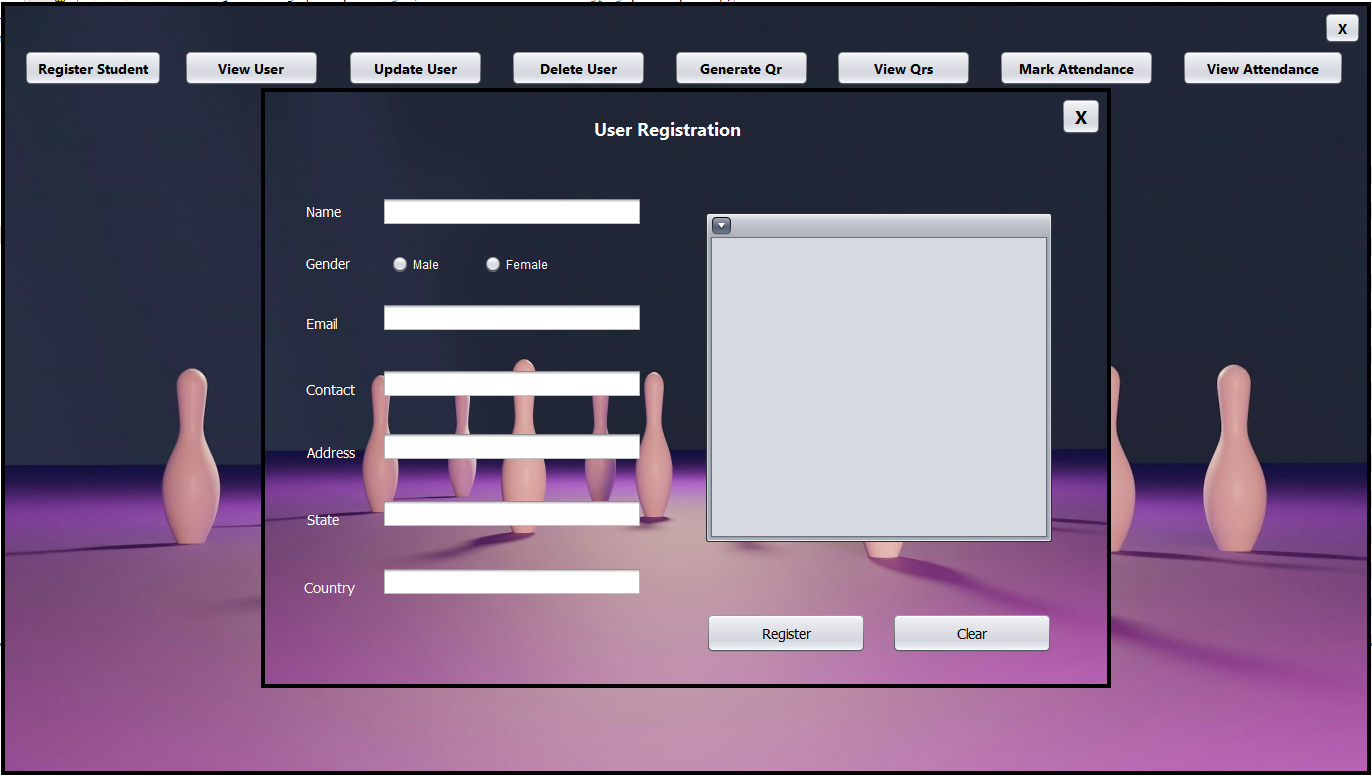 X
Register Student View User Update User Delete User Generate Qr View Qrs Mark Attendance View Attendance
X
User Registration
Name
Gender Male Female
Email
Contact
Address
State
Country
Register Clear